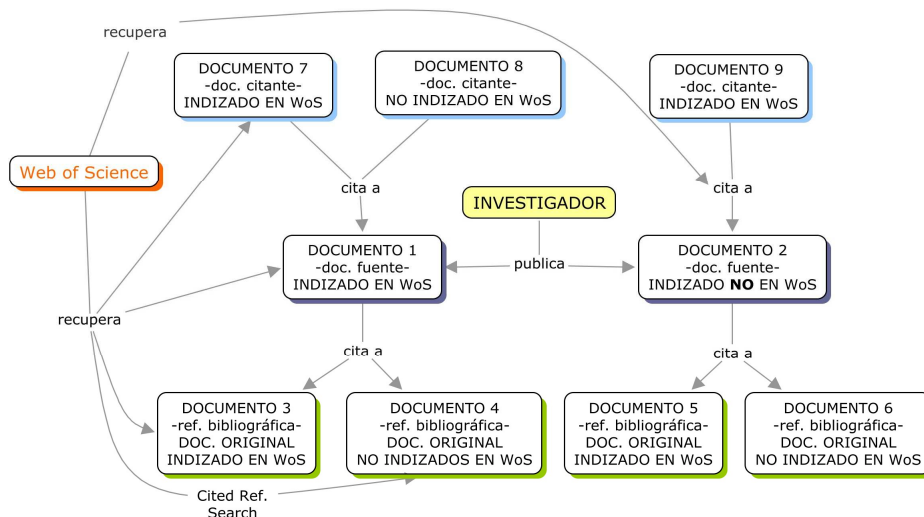 recupera
DOCUMENTO 7
-doc. citante-
INDIZADO EN WoS
DOCUMENTO 8
-doc. citante-
NO INDIZADO EN WoS
DOCUMENTO 9
-doc. citante-
INDIZADO EN WoS
Web of Science
cita a
cita a
INVESTIGADOR
DOCUMENTO 1
-doc. fuente-
INDIZADO EN WoS
publica
DOCUMENTO 2
-doc. fuente-
INDIZADO NO EN WoS
recupera
cita a
cita a
DOCUMENTO 3
-ref. bibliográfica-
DOC. ORIGINAL
INDIZADO EN WoS
DOCUMENTO 4
-ref. bibliográfica-
DOC. ORIGINAL
NO INDIZADOS EN WoS
DOCUMENTO 5
-ref. bibliográfica-
DOC. ORIGINAL
INDIZADO EN WoS
DOCUMENTO 6
-ref. bibliográfica-
DOC. ORIGINAL
NO INDIZADO EN WoS
Cited Ref.
Search